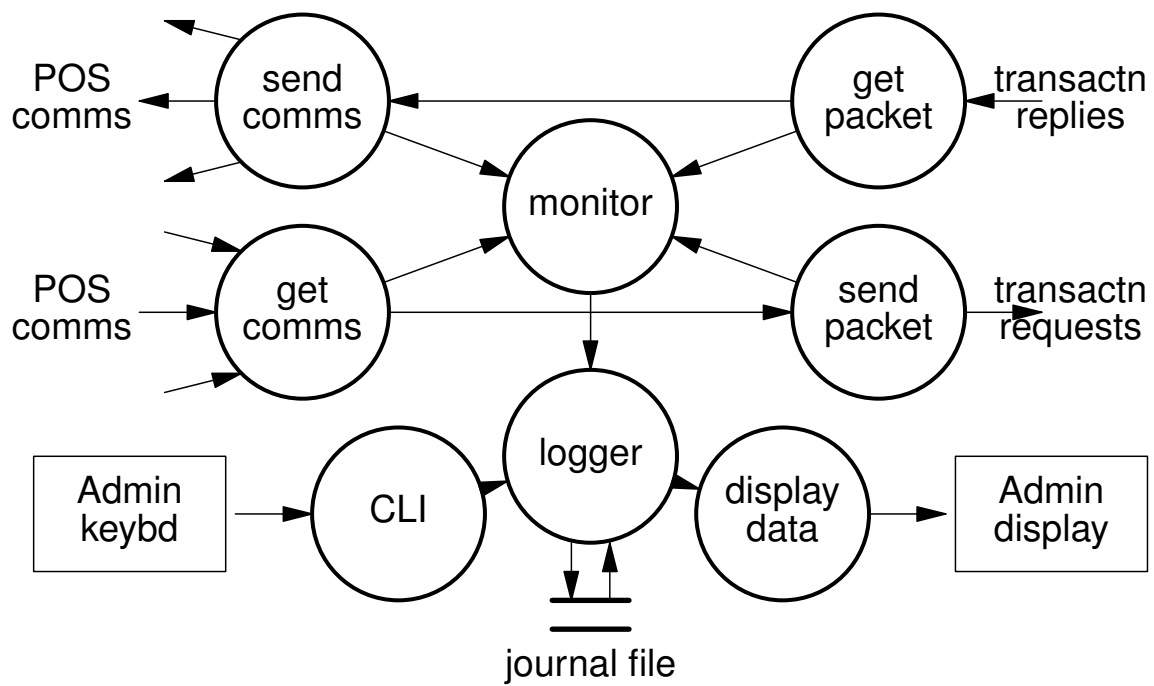 POS
comms
send
comms
get
packet
transactn
replies
monitor
POS
comms
get
comms
send
packet
transactn
requests
Admin
keybd
CLI
logger
display
data
Admin
display
journal file